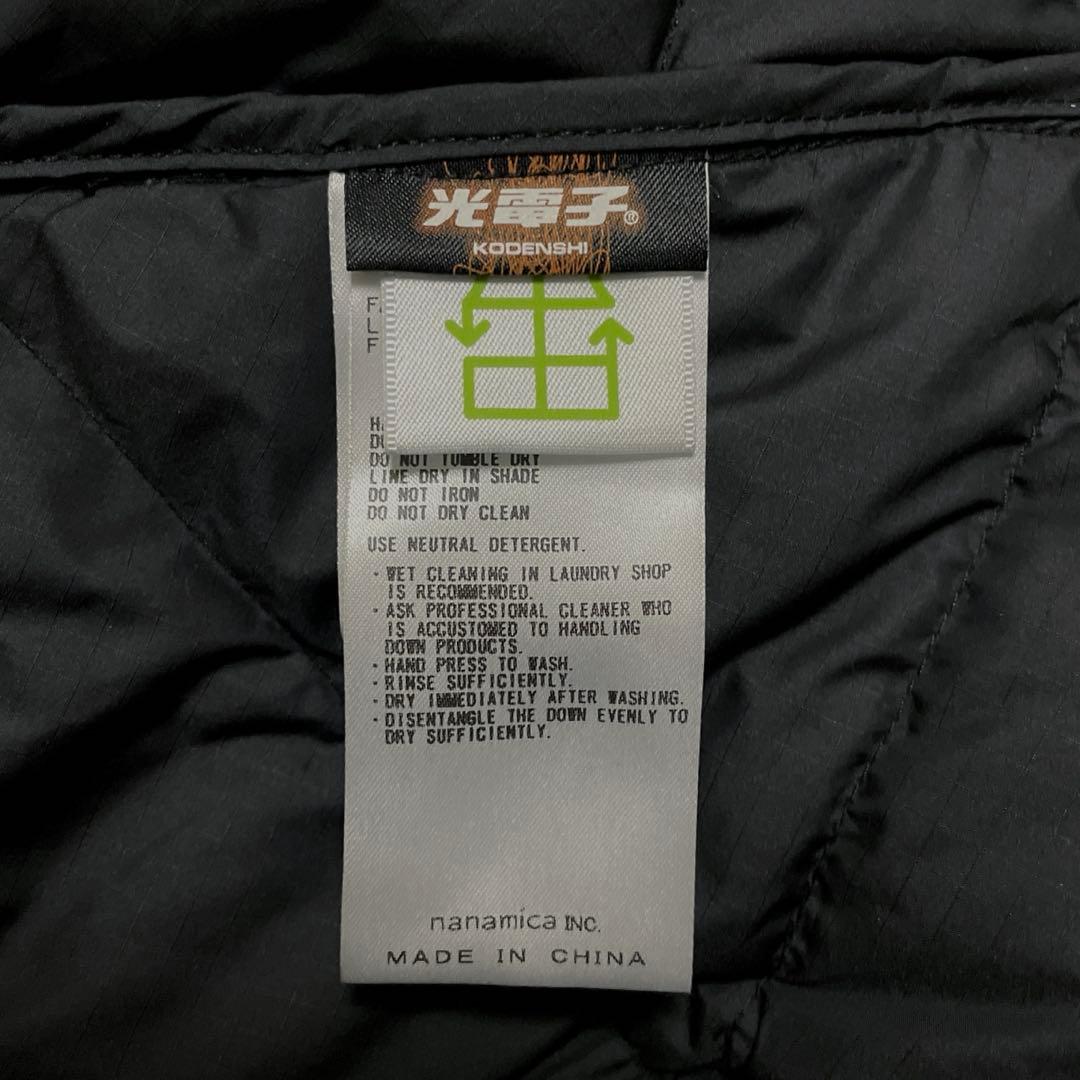 光電子®
KODENSHI
L
F
DO NOT TUMBLE DRY
LINE DRY IN SHADE
DO NOT IRON
DO NOT DRY CLEAN
USE NEUTRAL DETERGENT.
・WET CLEANING IN LAUNDRY SHOP
IS RECOMMENDED.
・ASK PROFESSIONAL CLEANER WHO
IS ACCUSTOMED TO HANDLING
DOWN PRODUCTS.
・HAND PRESS TO WASH.
・RINSE SUFFICIENTLY.
・DRY IMMEDIATELY AFTER WASHING.
・DISENTANGLE THE DOWN EVENLY TO
DRY SUFFICIENTLY.
nanamica INC.
MADE IN CHINA